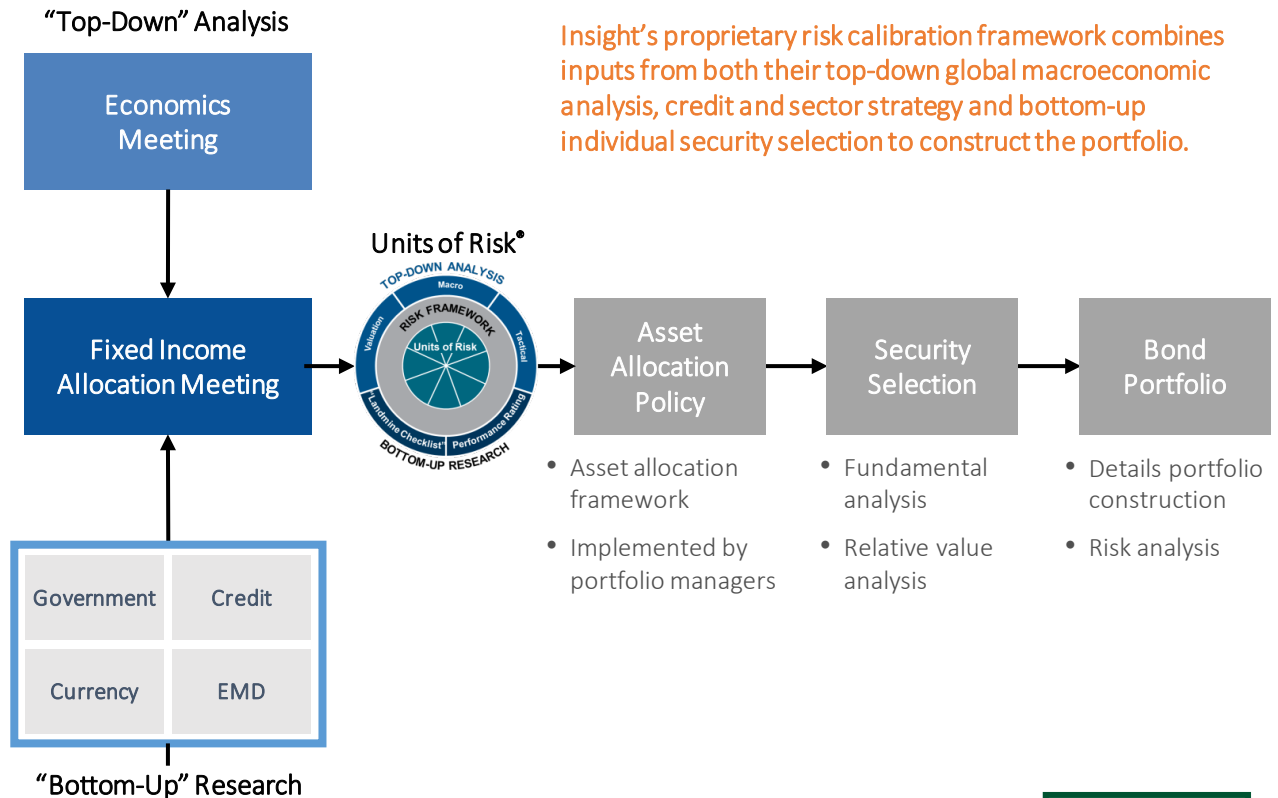 “Top-Down” Analysis
Economics
Meeting
Insight’s proprietary risk calibration framework combines
inputs from both their top-down global macroeconomic
analysis, credit and sector strategy and bottom-up
individual security selection to construct the portfolio.
Units of Risk®
TOP-DOWN ANALYSIS
Macro
Valuation
Tactical
RISK FRAMEWORK
Units of Risk
"Landmine Checklist"
Performance Rating
BOTTOM-UP RESEARCH
Fixed Income
Allocation Meeting
Asset
Allocation
Policy
Security
Selection
Bond
Portfolio
• Asset allocation
framework
• Implemented by
portfolio managers
• Fundamental
analysis
• Relative value
analysis
• Details portfolio
construction
• Risk analysis
Government
Credit
Currency
EMD
“Bottom-Up” Research